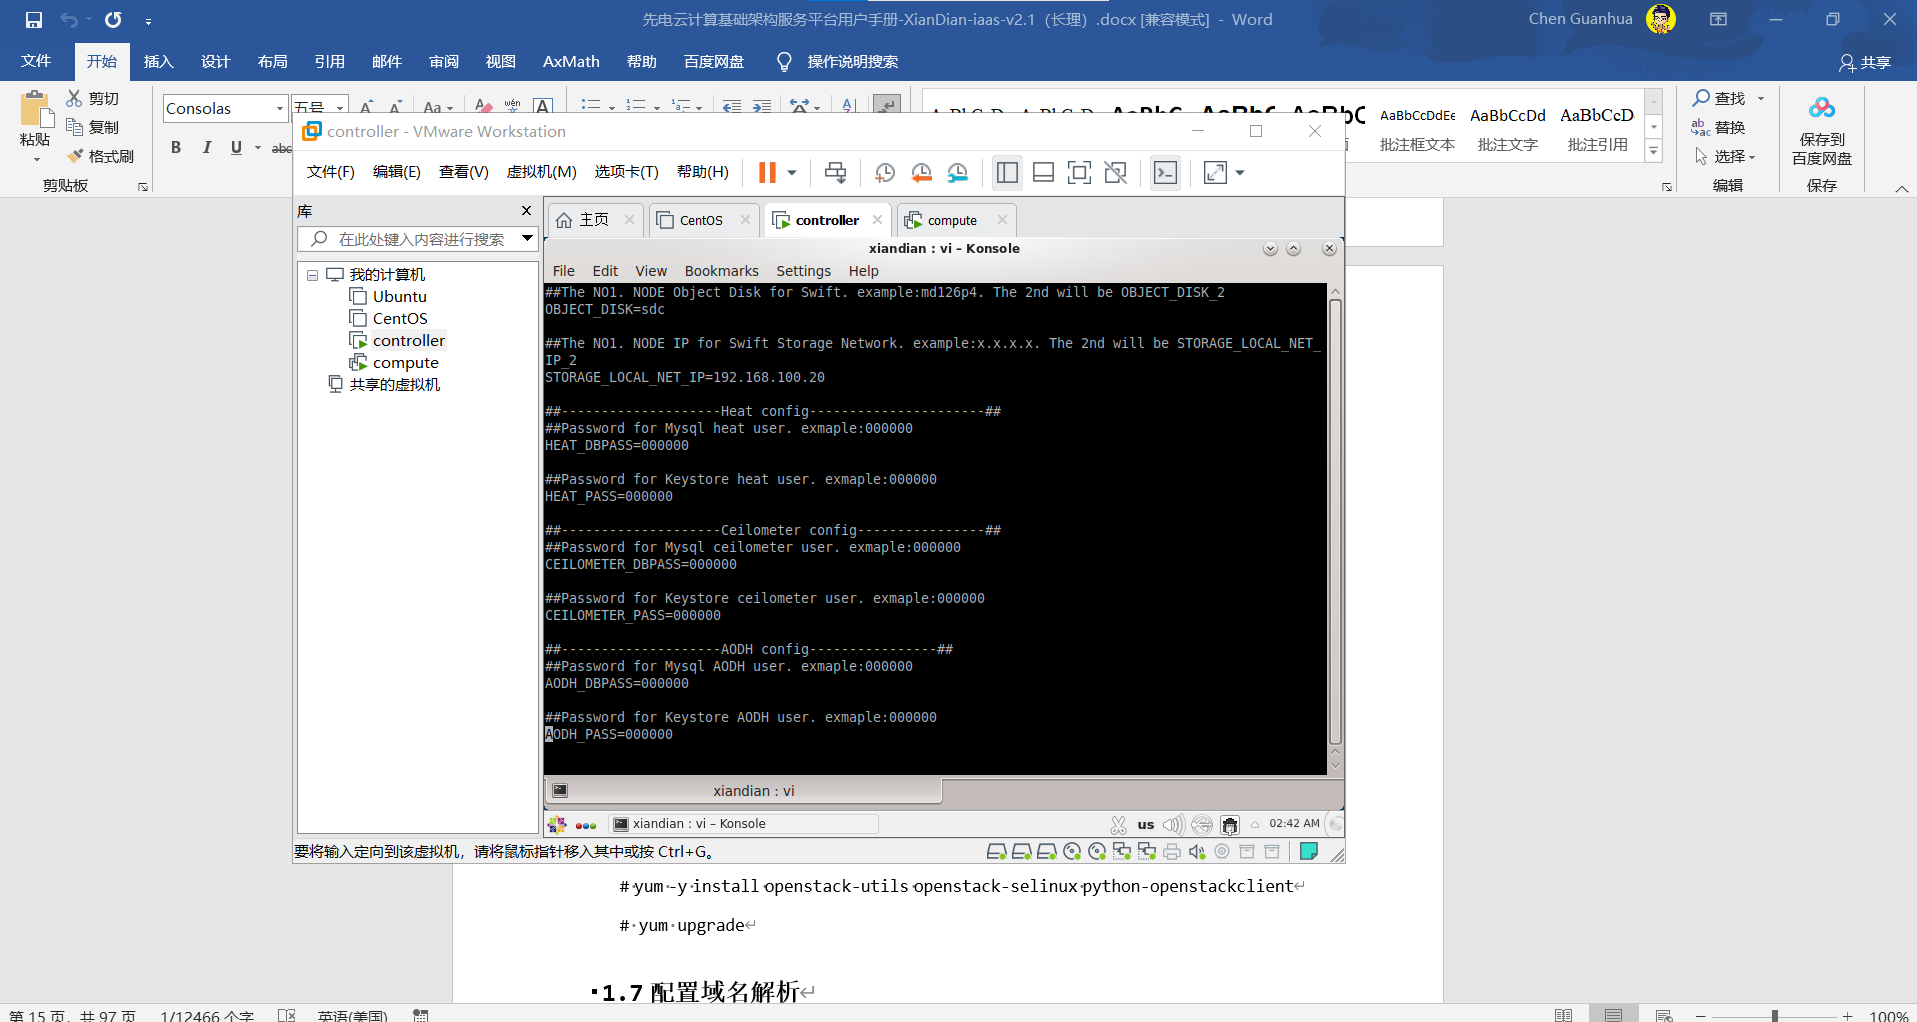 先电云计算基础架构服务平台用户手册-XianDian-iaas-v2.1（长理）.docx [兼容模式] - Word
Chen Guanhua
文件 开始 插入 设计 布局 引用 邮件 审阅 视图 AxMath 帮助 百度网盘 操作说明搜索 共享
粘贴
剪切
复制
格式刷
剪贴板
Consolas 五号
B I U abc
AaBbCcDdEe AaBbCcDd AaBbCcD
批注框文本 批注文字 批注引用
查找
替换
选择
编辑
保存到
百度网盘
保存
controller - VMware Workstation
文件(F) 编辑(E) 查看(V) 虚拟机(M) 选项卡(T) 帮助(H)
库
在此处键入内容进行搜索
我的计算机
Ubuntu
CentOS
controller
compute
共享的虚拟机
主页 CentOS controller compute
xiandian : vi – Konsole
File Edit View Bookmarks Settings Help
##The NO1. NODE Object Disk for Swift. example:md126p4. The 2nd will be OBJECT_DISK_2
OBJECT_DISK=sdc
##The NO1. NODE IP for Swift Storage Network. example:x.x.x.x. The 2nd will be STORAGE_LOCAL_NET_
IP_2
STORAGE_LOCAL_NET_IP=192.168.100.20
##--------------------Heat config----------------------##
##Password for Mysql heat user. exmaple:000000
HEAT_DBPASS=000000
##Password for Keystore heat user. exmaple:000000
HEAT_PASS=000000
##--------------------Ceilometer config----------------##
##Password for Mysql ceilometer user. exmaple:000000
CEILOMETER_DBPASS=000000
##Password for Keystore ceilometer user. exmaple:000000
CEILOMETER_PASS=000000
##--------------------AODH config----------------##
##Password for Mysql AODH user. exmaple:000000
AODH_DBPASS=000000
##Password for Keystore AODH user. exmaple:000000
AODH_PASS=000000
xiandian : vi
xiandian : vi – Konsole
us
02:42 AM
要将输入定向到该虚拟机，请将鼠标指针移入其中或按 Ctrl+G。
# yum -y install openstack-utils openstack-selinux python-openstackclient
# yum upgrade
1.7 配置域名解析
第 15 页，共 97 页 1/12466 个字 英语(美国) 100%